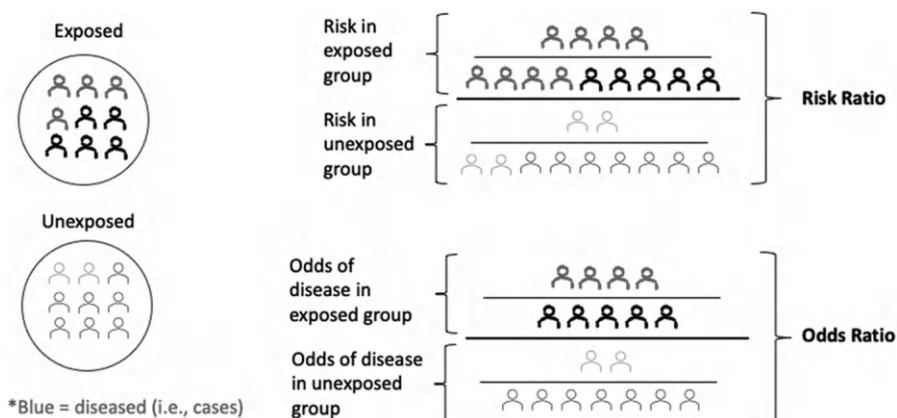 Exposed
Unexposed
*Blue = diseased (i.e., cases)
Risk in
exposed
group
Risk in
unexposed
group
Risk Ratio
Odds of
disease in
exposed group
Odds of disease
in unexposed
group
Odds Ratio